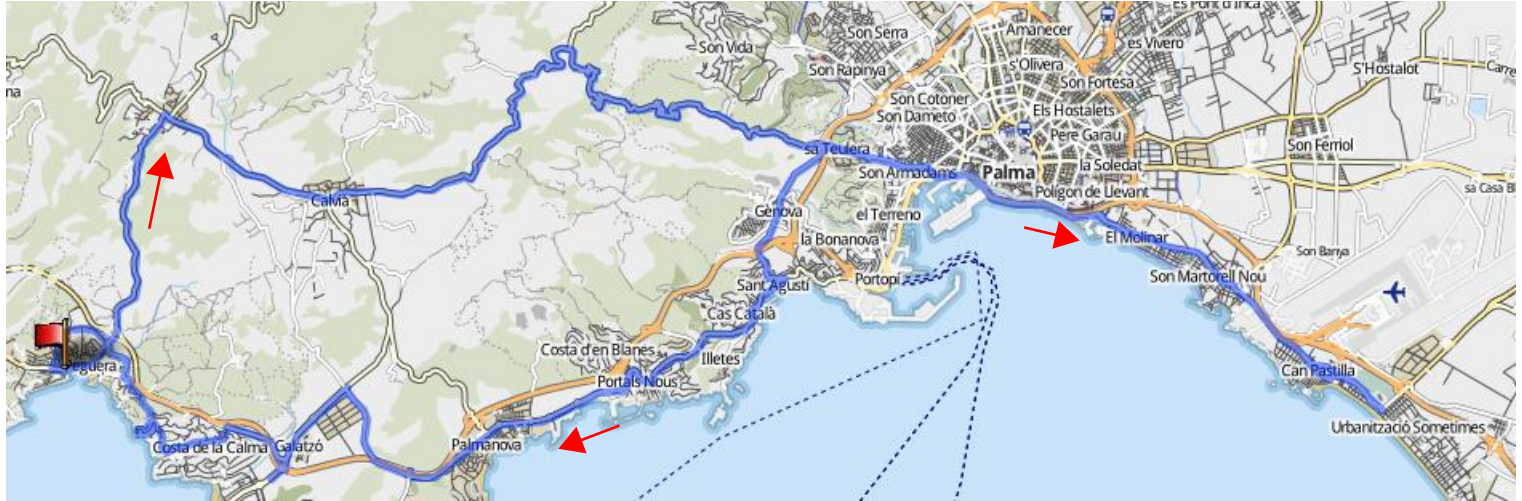 Es Pont d'Inca
Son Serra
Amanecer
es Vivero
Son Vida
s'Olivera
Son Rapinya
Son Fortesa
S'Hostalot
Carre
na
Son Cotoner
Els Hostalets
Son Dameto
Pere Garau
Son Ferriol
sa Teulera
la Soledat
Son Armadams
Palma
Polígon de Llevant
sa Casa Bl
Calvià
Gènova
el Terreno
la Bonanova
El Molinar
Son Banya
Son Martorell Nou
Portopí
Sant Agustí
Cas Català
Costa d'en Blanes
Illetes
Peguera
Portals Nous
Can Pastilla
Urbanització Sometimes
Costa de la Calma
Galatzó
Palmanova